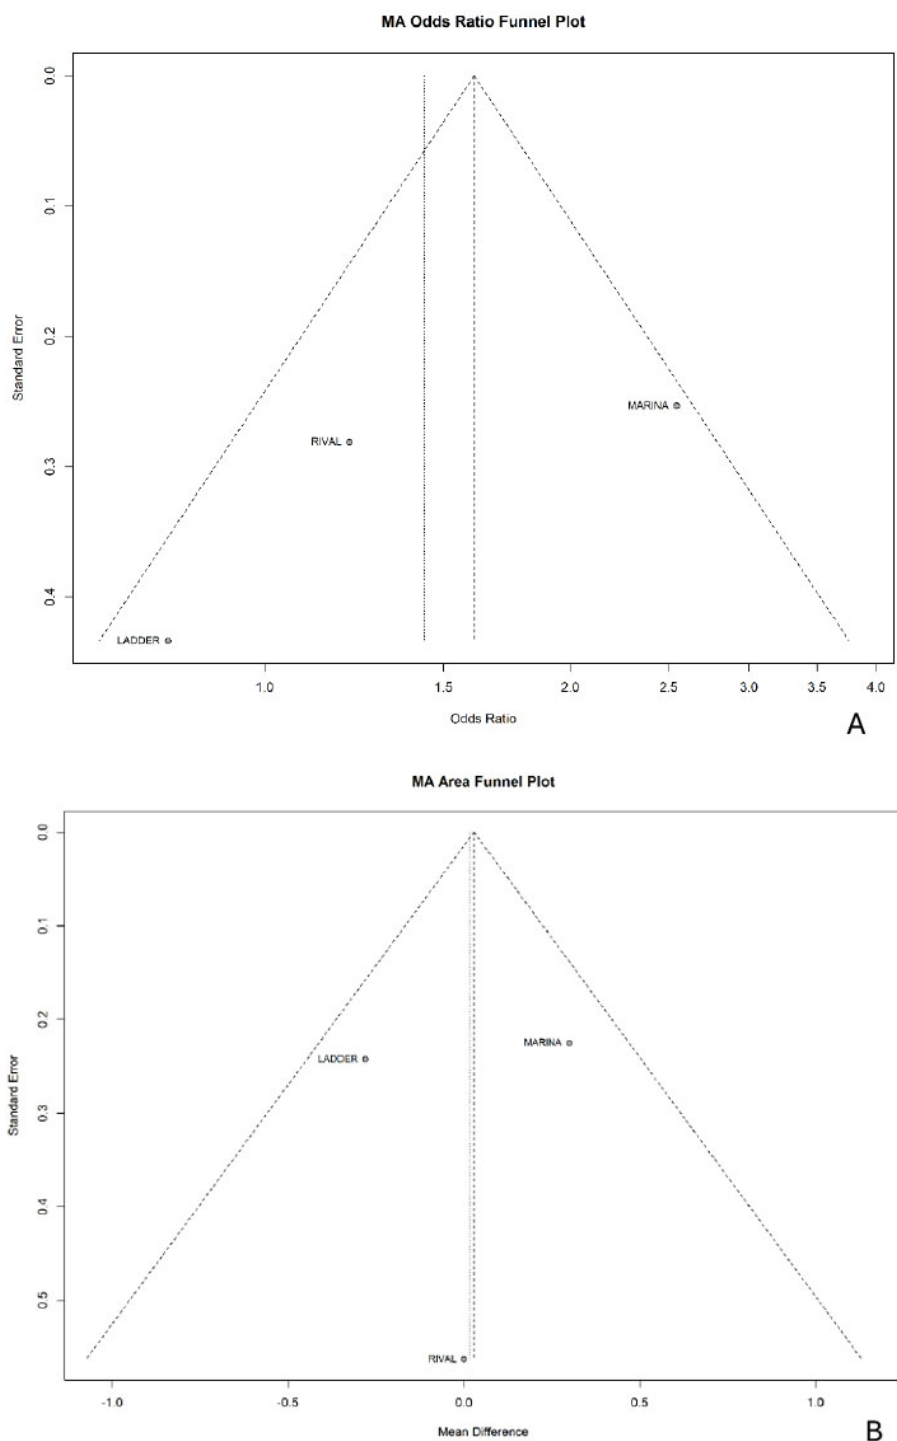 MA Odds Ratio Funnel Plot
Standard Error
0.0
0.1
0.2
0.3
0.4
MARINA
RIVAL
LADDER
1.0 1.5 2.0 2.5 3.0 3.5 4.0
Odds Ratio
A
MA Area Funnel Plot
Standard Error
0.0
0.1
0.2
0.3
0.4
0.5
MARINA
LADDER
RIVAL
-1.0 -0.5 0.0 0.5 1.0
Mean Difference
B